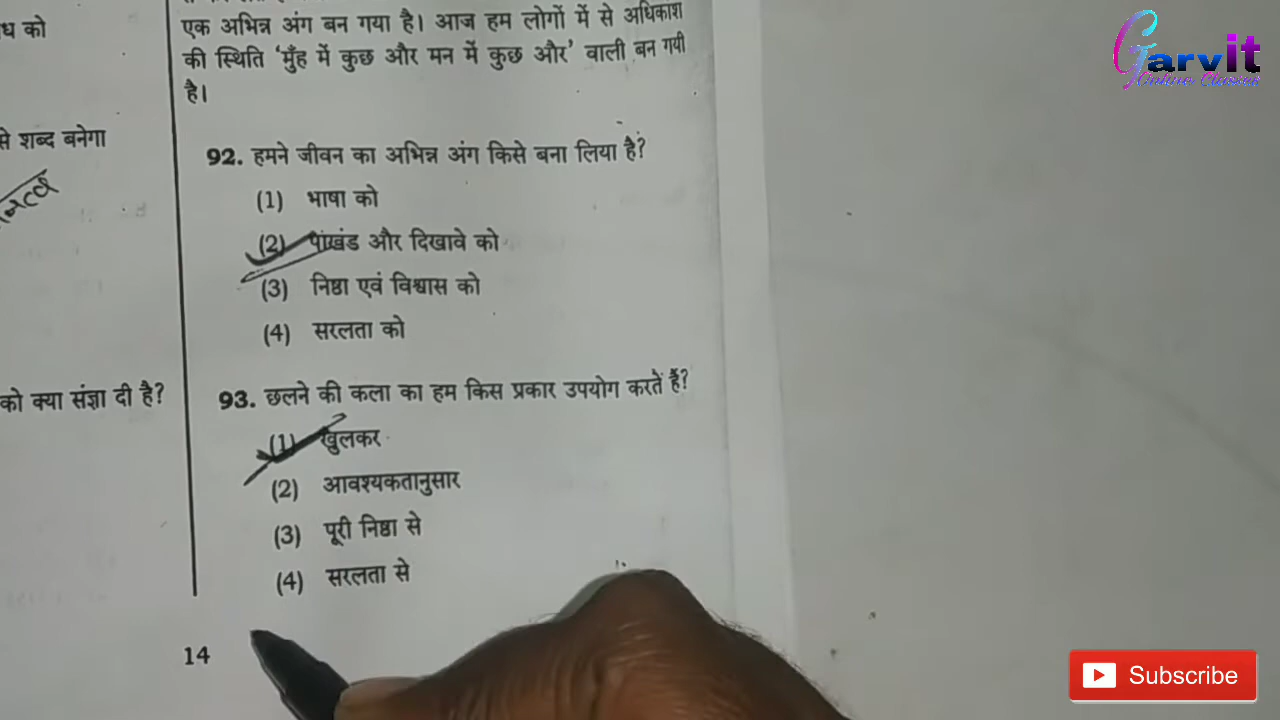 ध को
से शब्द बनेगा
को क्या संज्ञा दी है?
एक अभिन्न अंग बन गया है। आज हम लोगों में से अधिकाश
की स्थिति ‘मुँह में कुछ और मन में कुछ और’ वाली बन गयी
है।
92. हमने जीवन का अभिन्न अंग किसे बना लिया है?
(1) भाषा को
(2) पाखंड और दिखावे को
(3) निष्ठा एवं विश्वास को
(4) सरलता को
93. छलने की कला का हम किस प्रकार उपयोग करते हैं?
(1) खुलकर
(2) आवश्यकतानुसार
(3) पूरी निष्ठा से
(4) सरलता से
14
Garvit
Online Classes
Subscribe